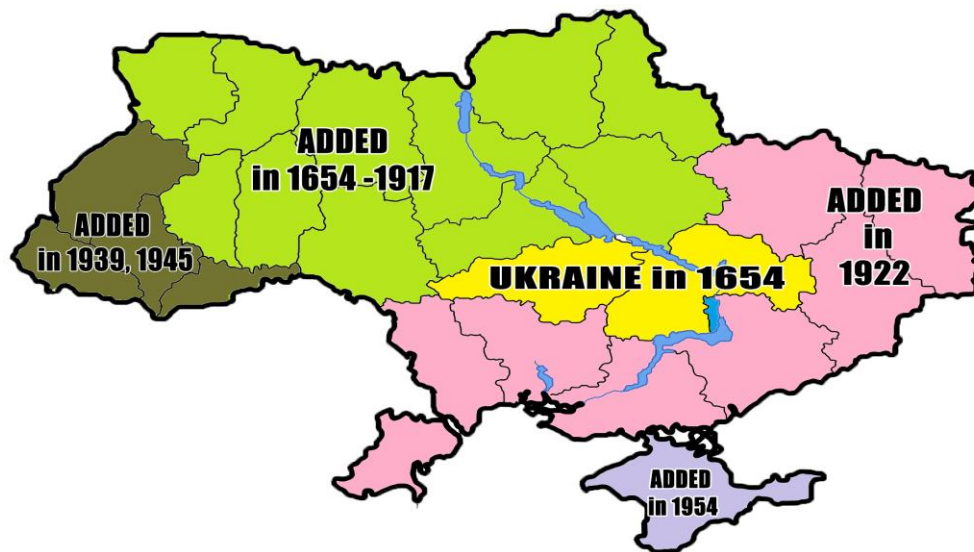 ADDED
in 1654 -1917
ADDED
in 1939, 1945
UKRAINE in 1654
ADDED
in
1922
ADDED
in 1954